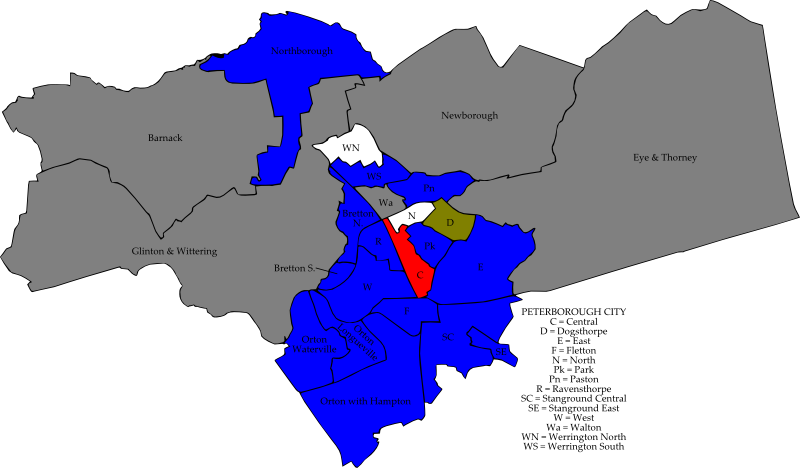 Northborough
Barnack
Newborough
Eye & Thorney
WN
WS
Pn
Wa
Bretton
N
N
D
Glinton & Wittering
R
Pk
E
C
Bretton S.
W
F
Orton
Waterville
Orton
Longueville
SC
SE
Orton with Hampton
PETERBOROUGH CITY
C = Central
D = Dogsthorpe
E = East
F = Fletton
N = North
Pk = Park
Pn = Paston
R = Ravensthorpe
SC = Stanground Central
SE = Stanground East
W = West
Wa = Walton
WN = Werrington North
WS = Werrington South